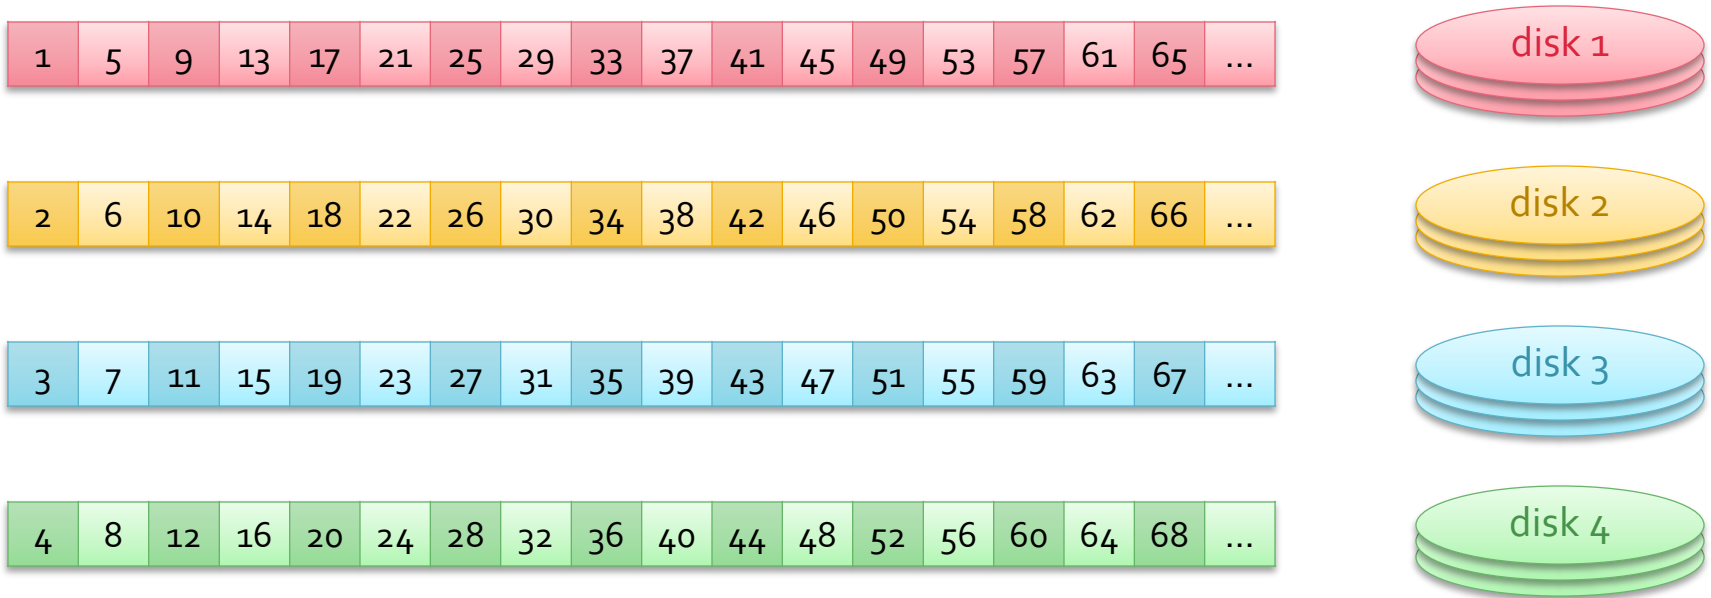 1 5 9 13 17 21 25 29 33 37 41 45 49 53 57 61 65 ... disk 1
2 6 10 14 18 22 26 30 34 38 42 46 50 54 58 62 66 ... disk 2
3 7 11 15 19 23 27 31 35 39 43 47 51 55 59 63 67 ... disk 3
4 8 12 16 20 24 28 32 36 40 44 48 52 56 60 64 68 ... disk 4